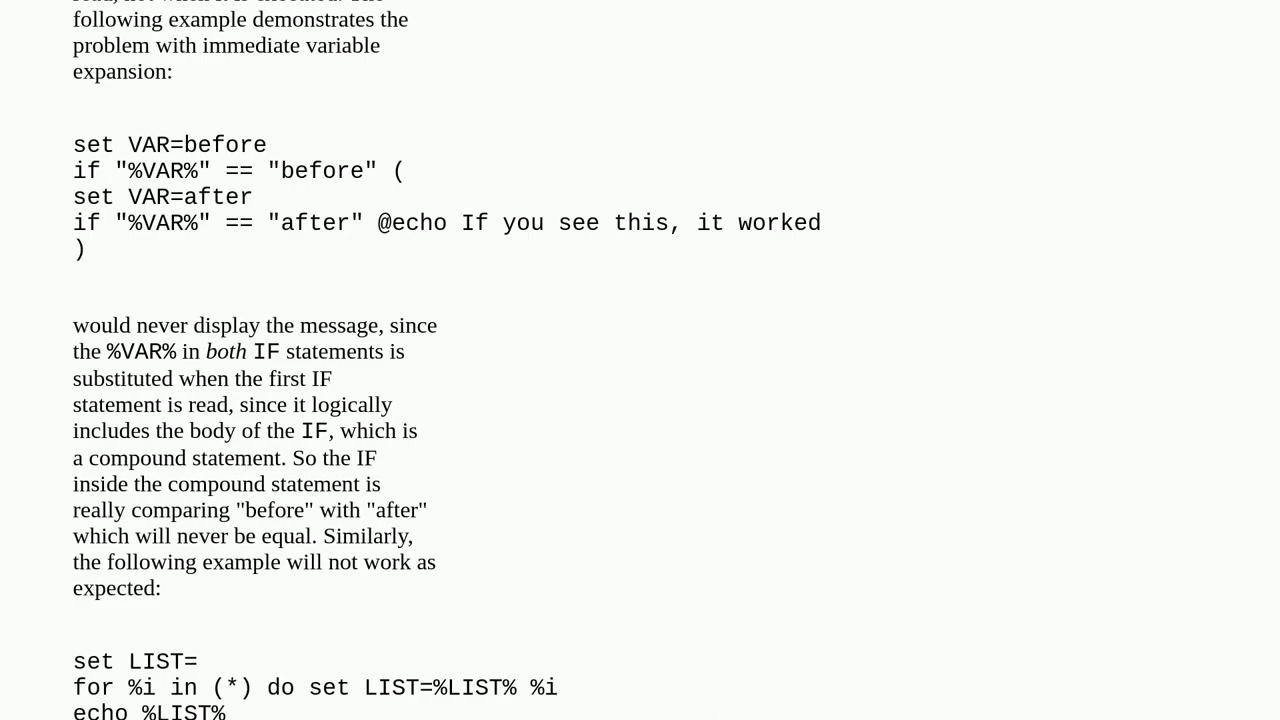 following example demonstrates the
problem with immediate variable
expansion:
set VAR=before
if "%VAR%" == "before" (
set VAR=after
if "%VAR%" == "after" @echo If you see this, it worked
)
would never display the message, since
the %VAR% in both IF statements is
substituted when the first IF
statement is read, since it logically
includes the body of the IF, which is
a compound statement. So the IF
inside the compound statement is
really comparing "before" with "after"
which will never be equal. Similarly,
the following example will not work as
expected:
set LIST=
for %i in (*) do set LIST=%LIST% %i
echo %LIST%